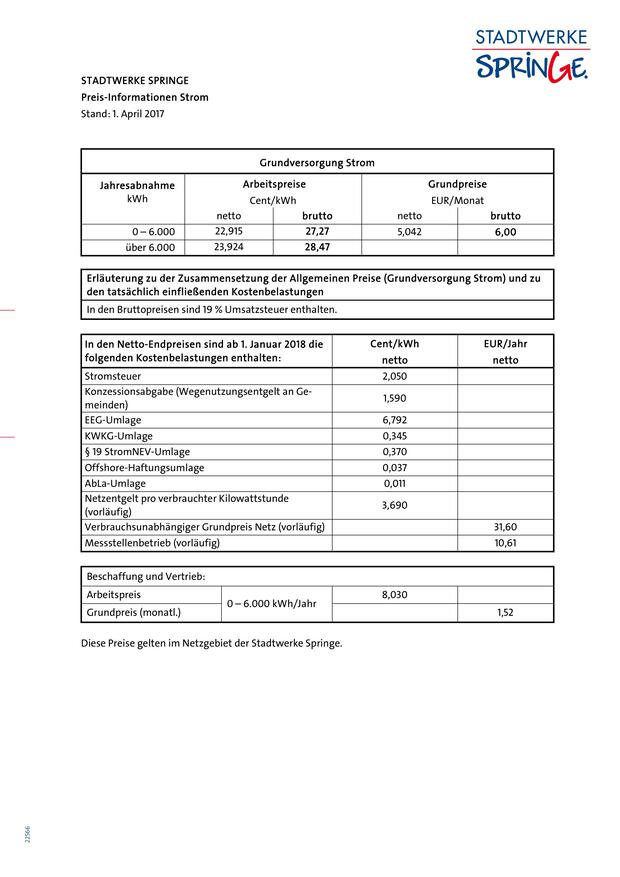 STADTWERKE
SPRINGE.
STADTWERKE SPRINGE
Preis-Informationen Strom
Stand: 1. April 2017
Grundversorgung Strom
Jahresabnahme Arbeitspreise Grundpreise
kWh Cent/kWh EUR/Monat
netto brutto netto brutto
0 – 6.000 22,915 27,27 5,042 6,00
über 6.000 23,924 28,47
Erläuterung zu der Zusammensetzung der Allgemeinen Preise (Grundversorgung Strom) und zu
den tatsächlich einfließenden Kostenbelastungen
In den Bruttopreisen sind 19 % Umsatzsteuer enthalten.
In den Netto-Endpreisen sind ab 1. Januar 2018 die Cent/kWh EUR/Jahr
folgenden Kostenbelastungen enthalten: netto netto
Stromsteuer 2,050
Konzessionsabgabe (Wegenutzungsentgelt an Ge-
meinden) 1,590
EEG-Umlage 6,792
KWKG-Umlage 0,345
§ 19 StromNEV-Umlage 0,370
Offshore-Haftungsumlage 0,037
AbLa-Umlage 0,011
Netzentgelt pro verbrauchter Kilowattstunde
(vorläufig) 3,690
Verbrauchsunabhängiger Grundpreis Netz (vorläufig) 31,60
Messstellenbetrieb (vorläufig) 10,61
Beschaffung und Vertrieb:
Arbeitspreis 0 – 6.000 kWh/Jahr 8,030
Grundpreis (monatl.) 1,52
Diese Preise gelten im Netzgebiet der Stadtwerke Springe.
22566